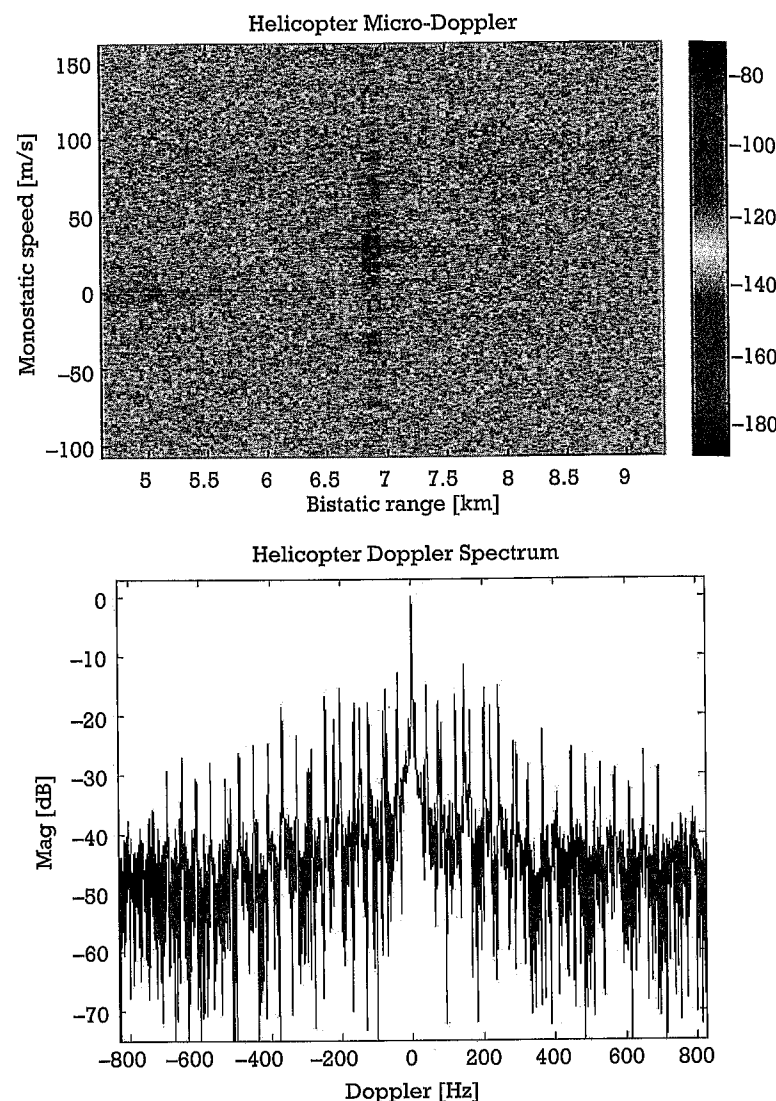 Helicopter Micro-Doppler
150
100
50
0
−50
−100
Monostatic speed [m/s]
5 5.5 6 6.5 7 7.5 8 8.5 9
Bistatic range [km]
−80
−100
−120
−140
−160
−180
Helicopter Doppler Spectrum
0
−10
−20
−30
−40
−50
−60
−70
Mag [dB]
−800 −600 −400 −200 0 200 400 600 800
Doppler [Hz]